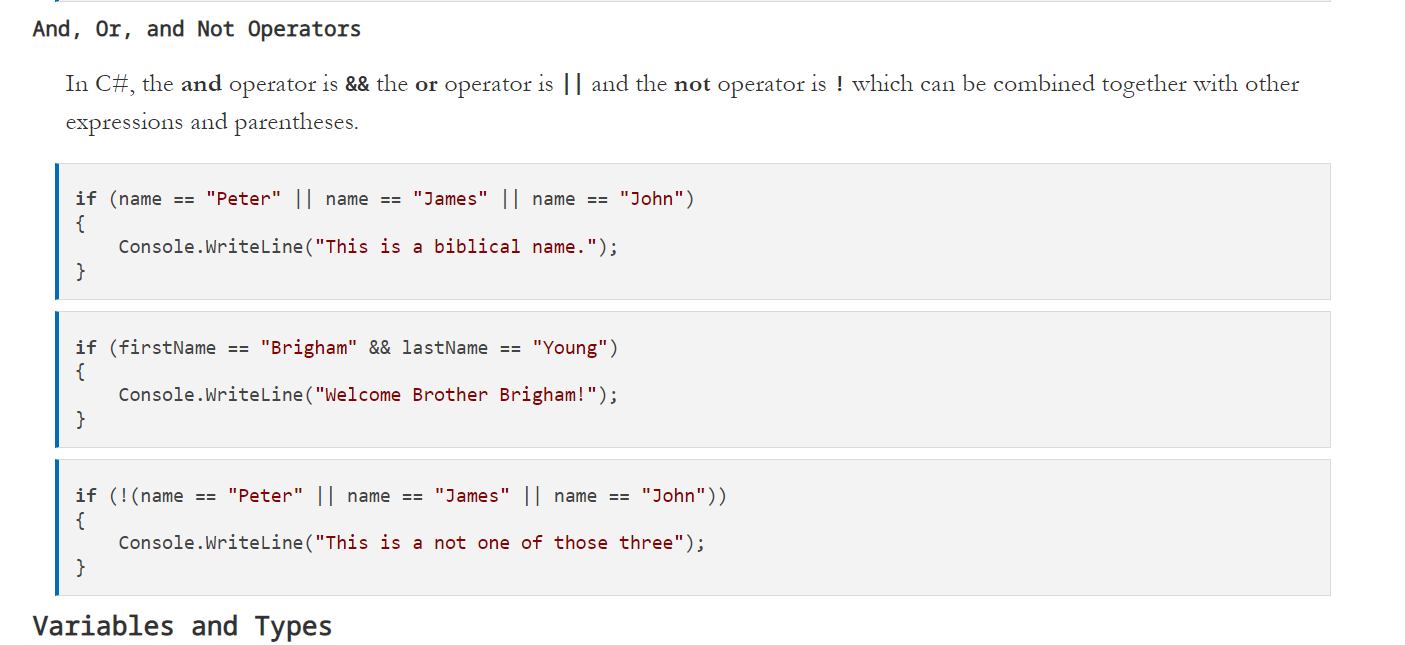 And, Or, and Not Operators
In C#, the and operator is && the or operator is || and the not operator is ! which can be combined together with other
expressions and parentheses.
if (name == "Peter" || name == "James" || name == "John")
{
    Console.WriteLine("This is a biblical name.");
}
if (firstName == "Brigham" && lastName == "Young")
{
    Console.WriteLine("Welcome Brother Brigham!");
}
if (!(name == "Peter" || name == "James" || name == "John"))
{
    Console.WriteLine("This is a not one of those three");
}
Variables and Types